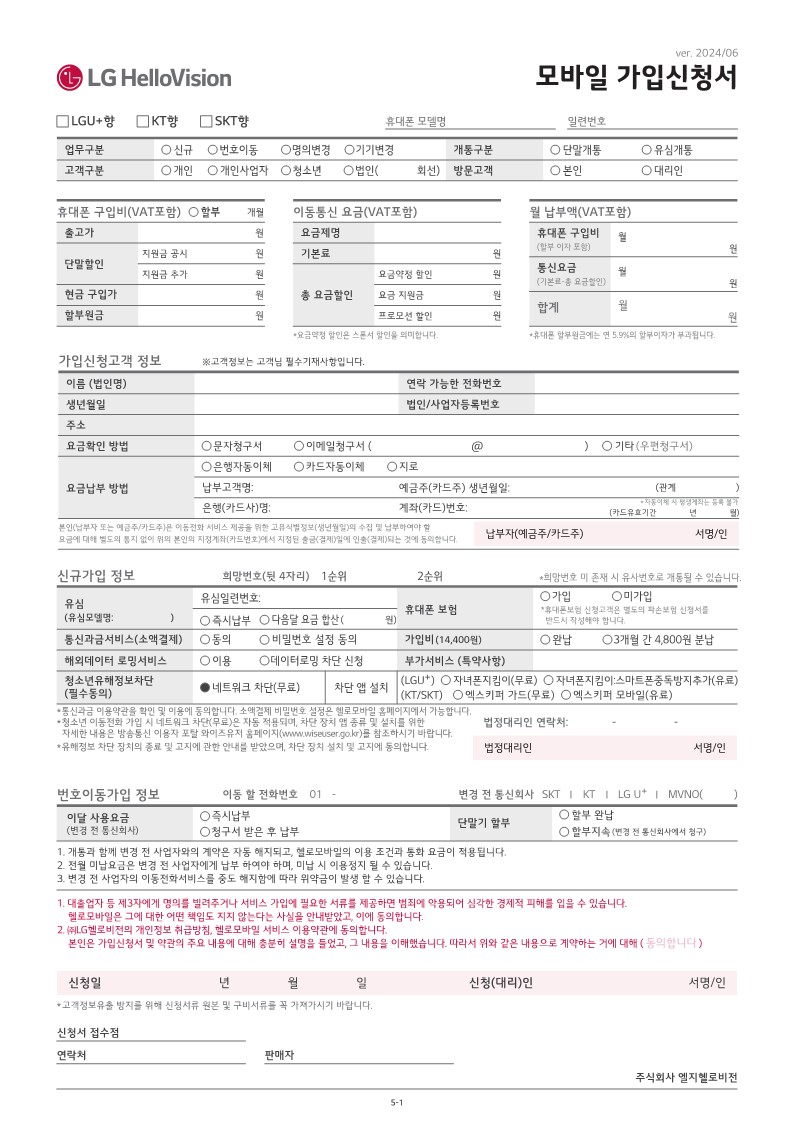 ver. 2024/06
LG HelloVision
모바일 가입신청서
□ LGU+향 □ KT향 □ SKT향 휴대폰 모델명 일련번호
업무구분 ○ 신규 ○ 번호이동 ○ 명의변경 ○ 기기변경 개통구분 ○ 단말개통 ○ 유심개통
고객구분 ○ 개인 ○ 개인사업자 ○ 청소년 ○ 법인( 회선) 방문고객 ○ 본인 ○ 대리인
휴대폰 구입비(VAT포함) ○ 할부 개월
출고가 원
단말할인 지원금 공시 원
지원금 추가 원
현금 구입가 원
할부원금 원
이동통신 요금(VAT포함)
요금제명
기본료 원
총 요금할인 요금약정 할인 원
요금 지원금 원
프로모션 할인 원
*요금약정 할인은 스폰서 할인을 의미합니다.
월 납부액(VAT포함)
휴대폰 구입비 월
(할부 이자 포함) 원
통신요금 월
(기본료-총 요금할인) 원
합계 월
원
*휴대폰 할부원금에는 연 5.9%의 할부이자가 부과됩니다.
가입신청고객 정보 ※고객정보는 고객님 필수기재사항입니다.
이름 (법인명) 연락 가능한 전화번호
생년월일 법인/사업자등록번호
주소
요금확인 방법 ○ 문자청구서 ○ 이메일청구서 ( @ ) ○ 기타 (우편청구서)
요금납부 방법 ○ 은행자동이체 ○ 카드자동이체 ○ 지로
납부고객명: 예금주(카드주) 생년월일: (관계 )
은행(카드사)명: 계좌(카드)번호: *자동이체 시 평생계좌는 등록 불가
(카드유효기간 년 월)
본인(납부자 또는 예금주/카드주)은 이동전화 서비스 제공을 위한 고유식별정보(생년월일)의 수집 및 납부하여야 할
요금에 대해 별도의 통지 없이 위의 본인의 지정계좌(카드번호)에서 지정된 출금(결제)일에 인출(결제)되는 것에 동의합니다.
납부자(예금주/카드주) 서명/인
신규가입 정보 희망번호(뒷 4자리) 1순위 2순위 *희망번호 미 존재 시 유사번호로 개통될 수 있습니다.
유심
(유심모델명: )
유심일련번호:
○ 즉시납부 ○ 다음달 요금 합산 ( 원)
휴대폰 보험 ○ 가입 ○ 미가입
*휴대폰보험 신청고객은 별도의 파손보험 신청서를
반드시 작성해야 합니다.
통신과금서비스(소액결제) ○ 동의 ○ 비밀번호 설정 동의 가입비 (14,400원) ○ 완납 ○ 3개월 간 4,800원 분납
해외데이터 로밍서비스 ○ 이용 ○ 데이터로밍 차단 신청 부가서비스 (특약사항)
청소년유해정보차단
(필수동의)
● 네트워크 차단(무료) 차단 앱 설치
(LGU⁺) ○ 자녀폰지킴이(무료) ○ 자녀폰지킴이:스마트폰중독방지추가(유료)
(KT/SKT) ○ 엑스키퍼 가드(무료) ○ 엑스키퍼 모바일(유료)
*통신과금 이용약관을 확인 및 이용에 동의합니다. 소액결제 비밀번호 설정은 헬로모바일 홈페이지에서 가능합니다.
*청소년 이동전화 가입 시 네트워크 차단(무료)은 자동 적용되며, 차단 장치 앱 종류 및 설치를 위한
자세한 내용은 방송통신 이용자 포탈 와이즈유저 홈페이지(www.wiseuser.go.kr)를 참조하시기 바랍니다.
*유해정보 차단 장치의 종료 및 고지에 관한 안내를 받았으며, 차단 장치 설치 및 고지에 동의합니다.
법정대리인 연락처: - -
법정대리인 서명/인
번호이동가입 정보 이동 할 전화번호 01 - 변경 전 통신회사 SKT | KT | LG U⁺ | MVNO( )
이달 사용요금
(변경 전 통신회사)
○ 즉시납부
○ 청구서 받은 후 납부
단말기 할부
○ 할부 완납
○ 할부지속 (변경 전 통신회사에서 청구)
1. 개통과 함께 변경 전 사업자와의 계약은 자동 해지되고, 헬로모바일의 이용 조건과 통화 요금이 적용됩니다.
2. 전월 미납요금은 변경 전 사업자에게 납부 하여야 하며, 미납 시 이용정지 될 수 있습니다.
3. 변경 전 사업자의 이동전화서비스를 중도 해지함에 따라 위약금이 발생 할 수 있습니다.
1. 대출업자 등 제3자에게 명의를 빌려주거나 서비스 가입에 필요한 서류를 제공하면 범죄에 악용되어 심각한 경제적 피해를 입을 수 있습니다.
헬로모바일은 그에 대한 어떤 책임도 지지 않는다는 사실을 안내받았고, 이에 동의합니다.
2. ㈜LG헬로비전의 개인정보 취급방침, 헬로모바일 서비스 이용약관에 동의합니다.
본인은 가입신청서 및 약관의 주요 내용에 대해 충분히 설명을 들었고, 그 내용을 이해했습니다. 따라서 위와 같은 내용으로 계약하는 거에 대해 ( 동의합니다 )
신청일 년 월 일 신청(대리)인 서명/인
*고객정보유출 방지를 위해 신청서류 원본 및 구비서류를 꼭 가져가시기 바랍니다.
신청서 접수점
연락처 판매자
주식회사 엘지헬로비전
5-1